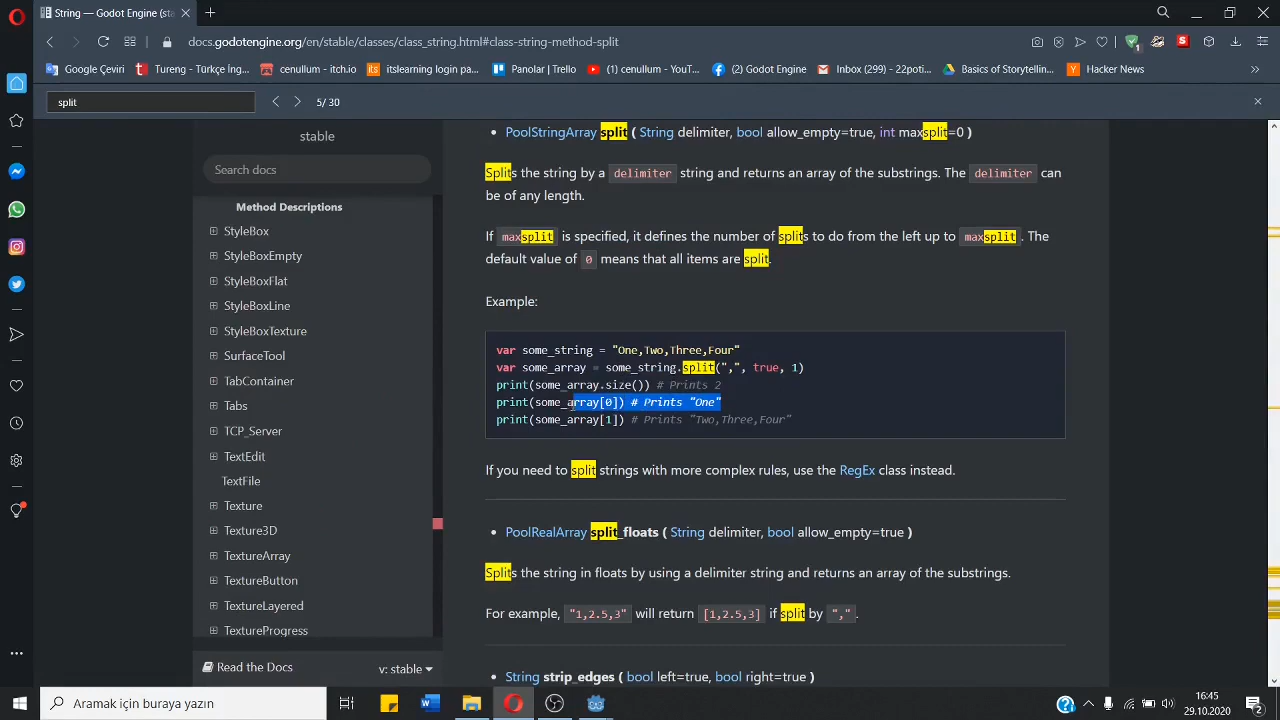 String — Godot Engine (sta
docs.godotengine.org/en/stable/classes/class_string.html#class-string-method-split
Google Çeviri
Tureng - Türkçe İng...
cenullum - itch.io
itslearning login pa...
Panolar | Trello
(1) cenullum - YouT...
(2) Godot Engine
Inbox (299) - 22poti...
Basics of Storytellin...
Hacker News
split
5/30
stable
Search docs
Method Descriptions
StyleBox
StyleBoxEmpty
StyleBoxFlat
StyleBoxLine
StyleBoxTexture
SurfaceTool
TabContainer
Tabs
TCP_Server
TextEdit
TextFile
Texture
Texture3D
TextureArray
TextureButton
TextureLayered
TextureProgress
Read the Docs
v: stable
PoolStringArray split ( String delimiter, bool allow_empty=true, int maxsplit=0 )
Splits the string by a delimiter string and returns an array of the substrings. The delimiter can
be of any length.
If maxsplit is specified, it defines the number of splits to do from the left up to maxsplit. The
default value of 0 means that all items are split.
Example:
var some_string = "One,Two,Three,Four"
var some_array = some_string.split(",", true, 1)
print(some_array.size()) # Prints 2
print(some_array[0]) # Prints "One"
print(some_array[1]) # Prints "Two,Three,Four"
If you need to split strings with more complex rules, use the RegEx class instead.
PoolRealArray split_floats ( String delimiter, bool allow_empty=true )
Splits the string in floats by using a delimiter string and returns an array of the substrings.
For example, "1,2.5,3" will return [1,2.5,3] if split by ",".
String strip_edges ( bool left=true, bool right=true )
Aramak için buraya yazın
16:45
29.10.2020
2